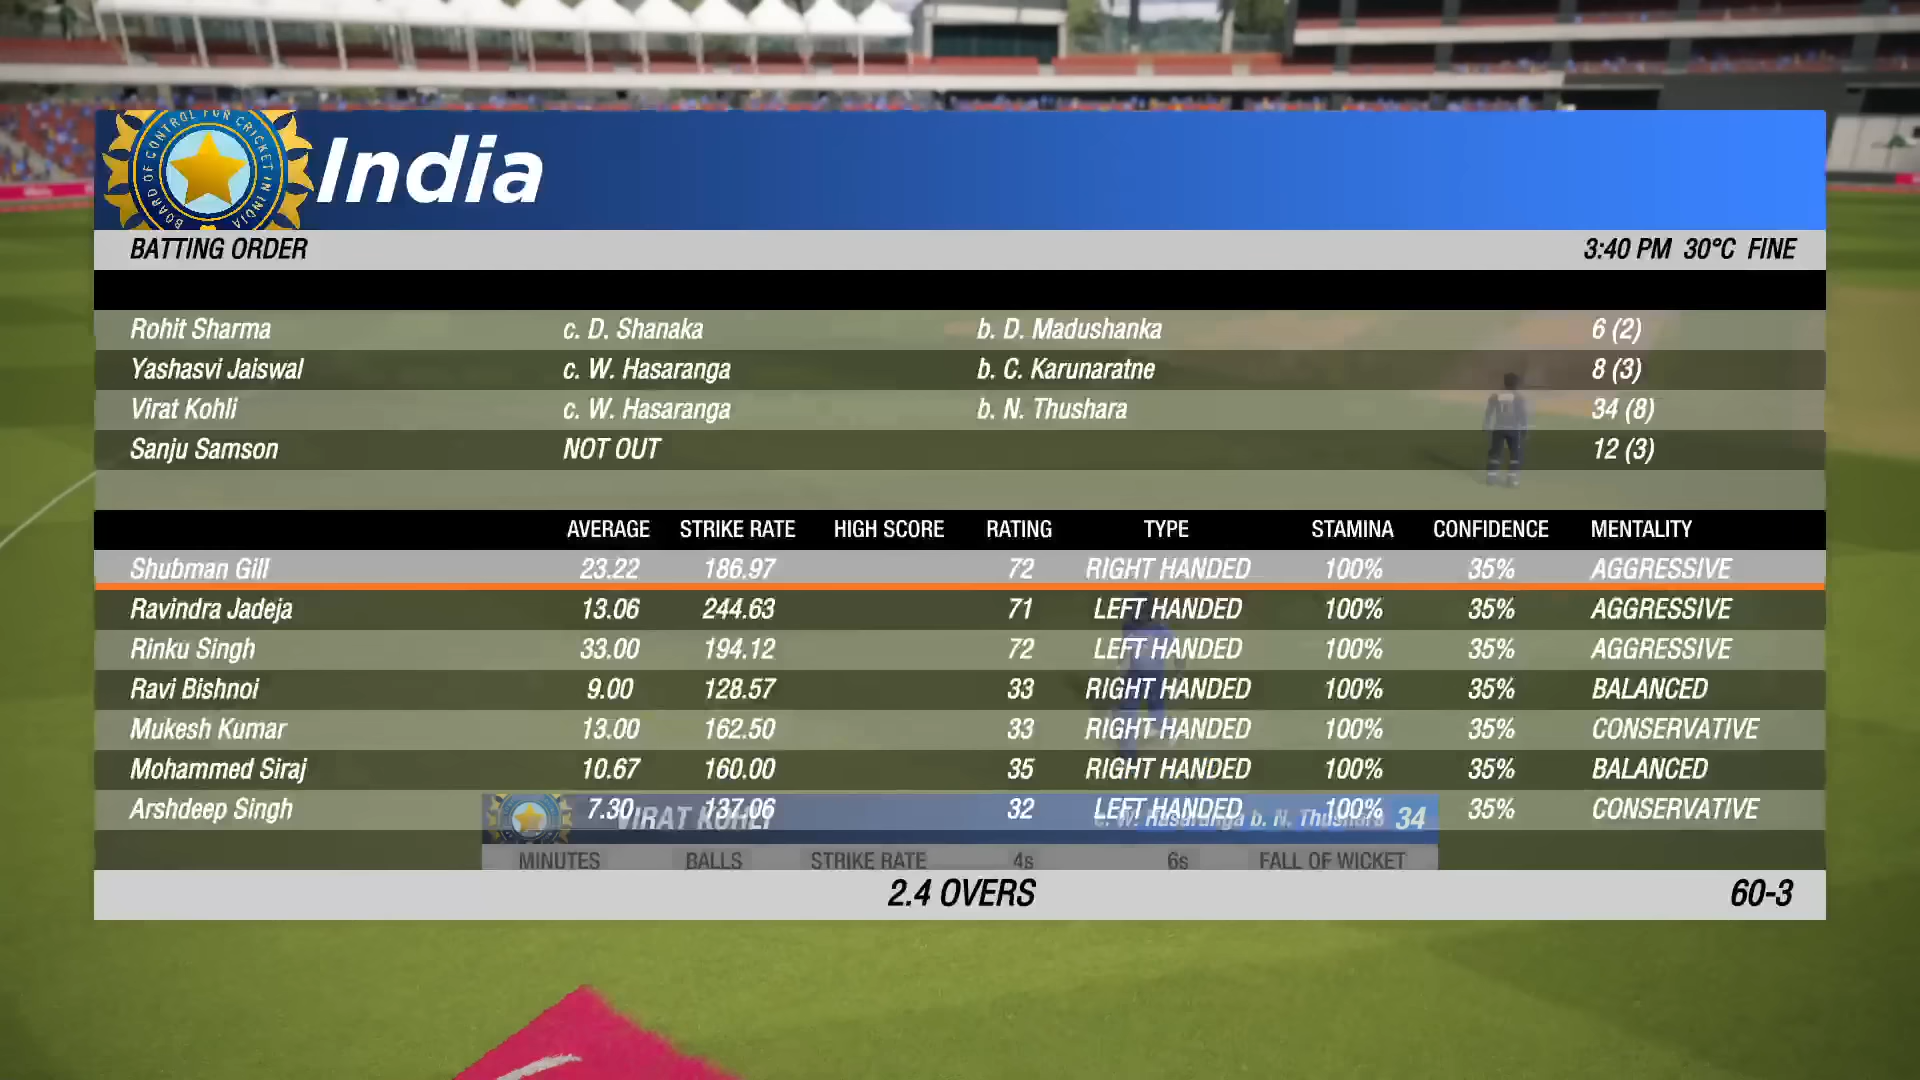 BOARD OF CONTROL FOR CRICKET IN INDIA
India
BATTING ORDER 3:40 PM 30°C FINE
Rohit Sharma c. D. Shanaka b. D. Madushanka 6 (2)
Yashasvi Jaiswal c. W. Hasaranga b. C. Karunaratne 8 (3)
Virat Kohli c. W. Hasaranga b. N. Thushara 34 (8)
Sanju Samson NOT OUT 12 (3)
AVERAGE STRIKE RATE HIGH SCORE RATING TYPE STAMINA CONFIDENCE MENTALITY
Shubman Gill 23.22 186.97 72 RIGHT HANDED 100% 35% AGGRESSIVE
Ravindra Jadeja 13.06 244.63 71 LEFT HANDED 100% 35% AGGRESSIVE
Rinku Singh 33.00 194.12 72 LEFT HANDED 100% 35% AGGRESSIVE
Ravi Bishnoi 9.00 128.57 33 RIGHT HANDED 100% 35% BALANCED
Mukesh Kumar 13.00 162.50 33 RIGHT HANDED 100% 35% CONSERVATIVE
Mohammed Siraj 10.67 160.00 35 RIGHT HANDED 100% 35% BALANCED
Arshdeep Singh 7.30 137.06 32 LEFT HANDED 100% 35% CONSERVATIVE
VIRAT KOHLI c. W. Hasaranga b. N. Thushara 34
MINUTES BALLS STRIKE RATE 4s 6s FALL OF WICKET
2.4 OVERS 60-3